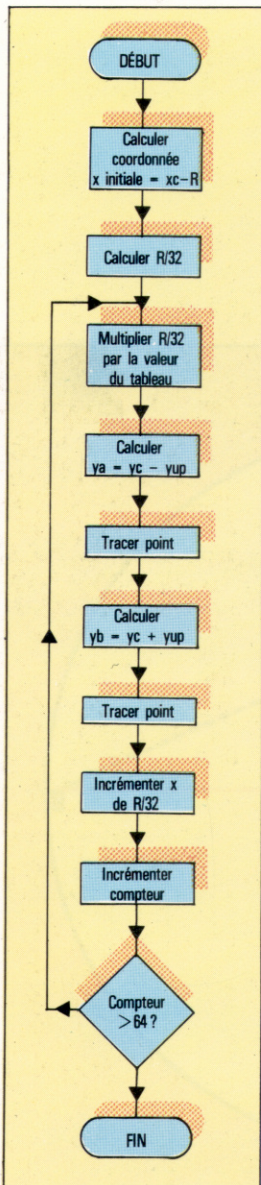 DÉBUT
Calculer
coordonnée
x initiale = xc-R
Calculer R/32
Multiplier R/32
par la valeur
du tableau
Calculer
ya = yc - yup
Tracer point
Calculer
yb = yc + yup
Tracer point
Incrémenter x
de R/32
Incrémenter
compteur
Compteur
>64?
FIN